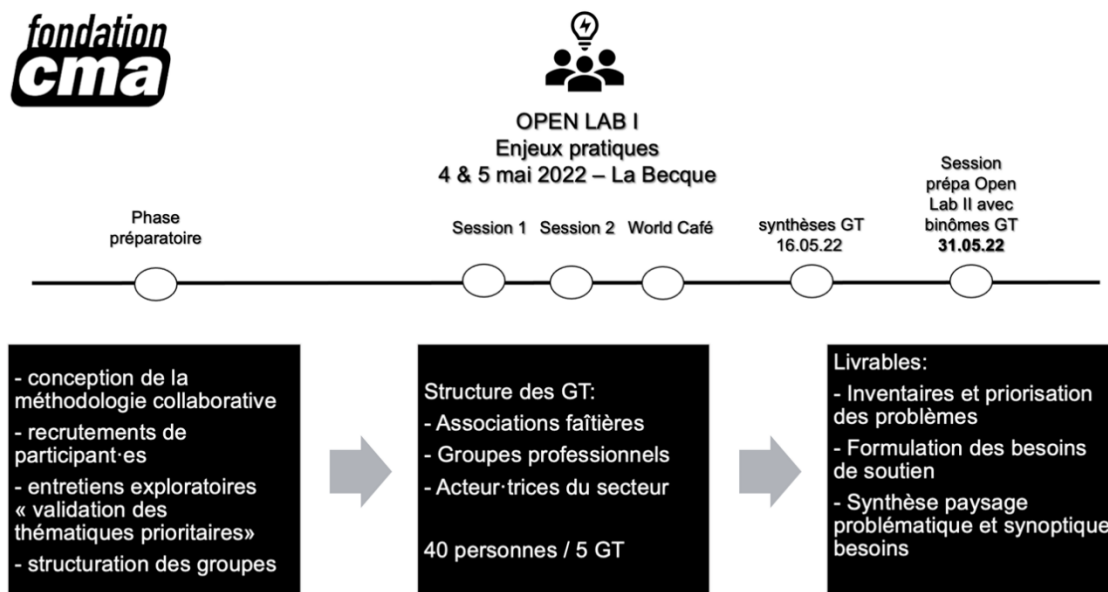 fondation
cma
OPEN LAB I
Enjeux pratiques
4 & 5 mai 2022 – La Becque
Phase
préparatoire
Session 1
Session 2
World Café
synthèses GT
16.05.22
Session
prépa Open
Lab II avec
binômes GT
31.05.22
- conception de la
méthodologie collaborative
- recrutements de
participant·es
- entretiens exploratoires
« validation des
thématiques prioritaires»
- structuration des groupes
Structure des GT:
- Associations faîtières
- Groupes professionnels
- Acteur·trices du secteur
40 personnes / 5 GT
Livrables:
- Inventaires et priorisation
des problèmes
- Formulation des besoins
de soutien
- Synthèse paysage
problématique et synoptique
besoins